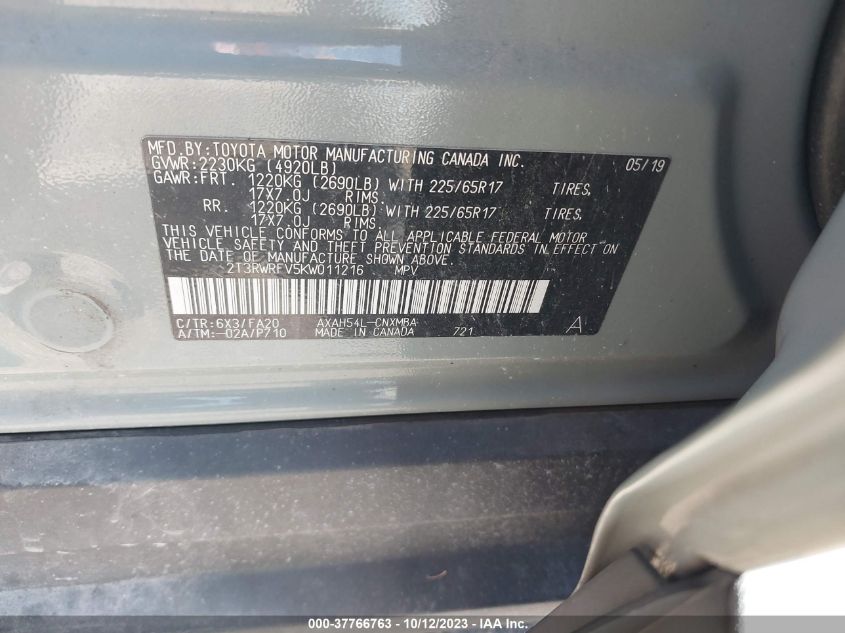 MFD.BY:TOYOTA MOTOR MANUFACTURING CANADA INC. 05/19
GVWR:2230KG (4920LB)
GAWR:FRT. 1220KG (2690LB) WITH 225/65R17 TIRES,
17X7.0J RIMS.
RR. 1220KG (2690LB) WITH 225/65R17 TIRES,
17X7.0J RIMS.
THIS VEHICLE CONFORMS TO ALL APPLICABLE FEDERAL MOTOR
VEHICLE SAFETY AND THEFT PREVENTION STANDARDS IN EFFECT ON
THE DATE OF MANUFACTURE SHOWN ABOVE.
2T3RWRFV5KW011216 MPV
C/TR:6X3/FA20 AXAH54L-CNXMBA
A/TM:-02A/P710 MADE IN CANADA 721 A
000-37766763 - 10/12/2023 - IAA Inc.